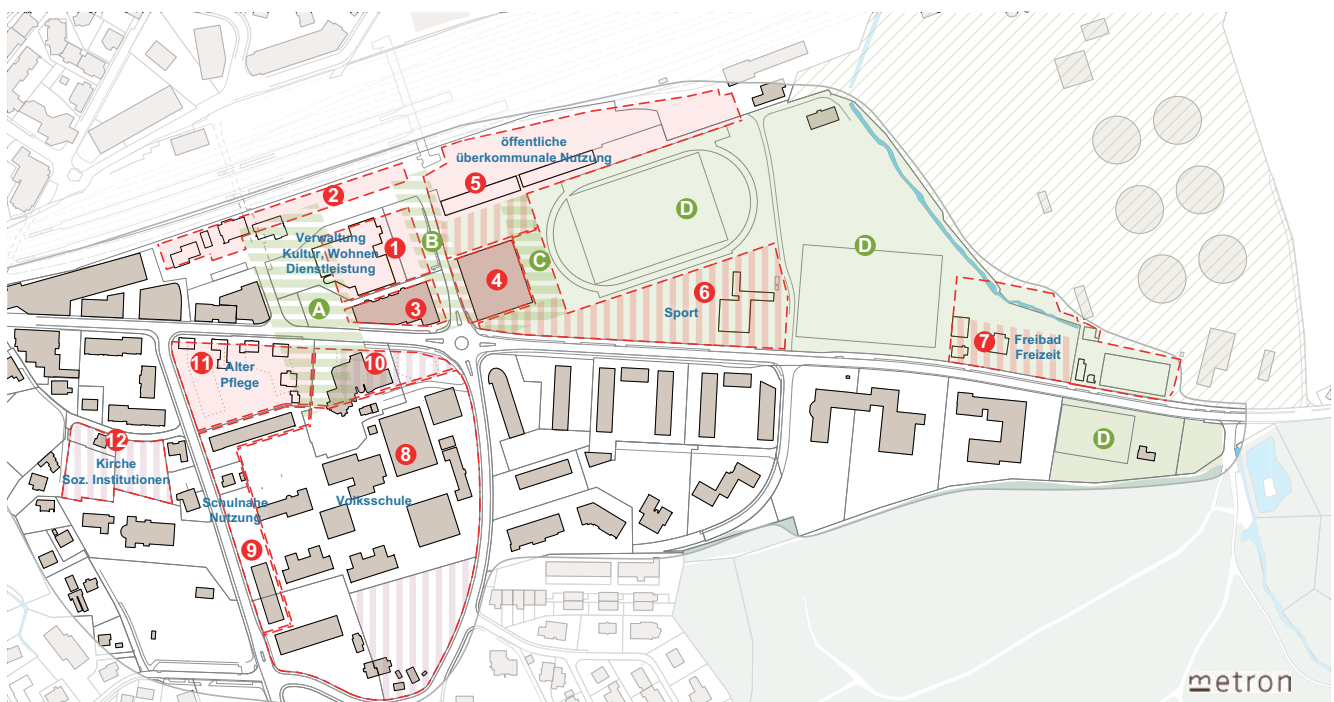 öffentliche
überkommunale Nutzung
5
2
D
Verwaltung
Kultur, Wohnen
Dienstleistung
1
B
D
C
4
6
Sport
A
3
7
Freibad
Freizeit
11
Alter
Pflege
10
12
Kirche
Soz. Institutionen
8
D
Schulnahe
Nutzung
Volksschule
9
metron